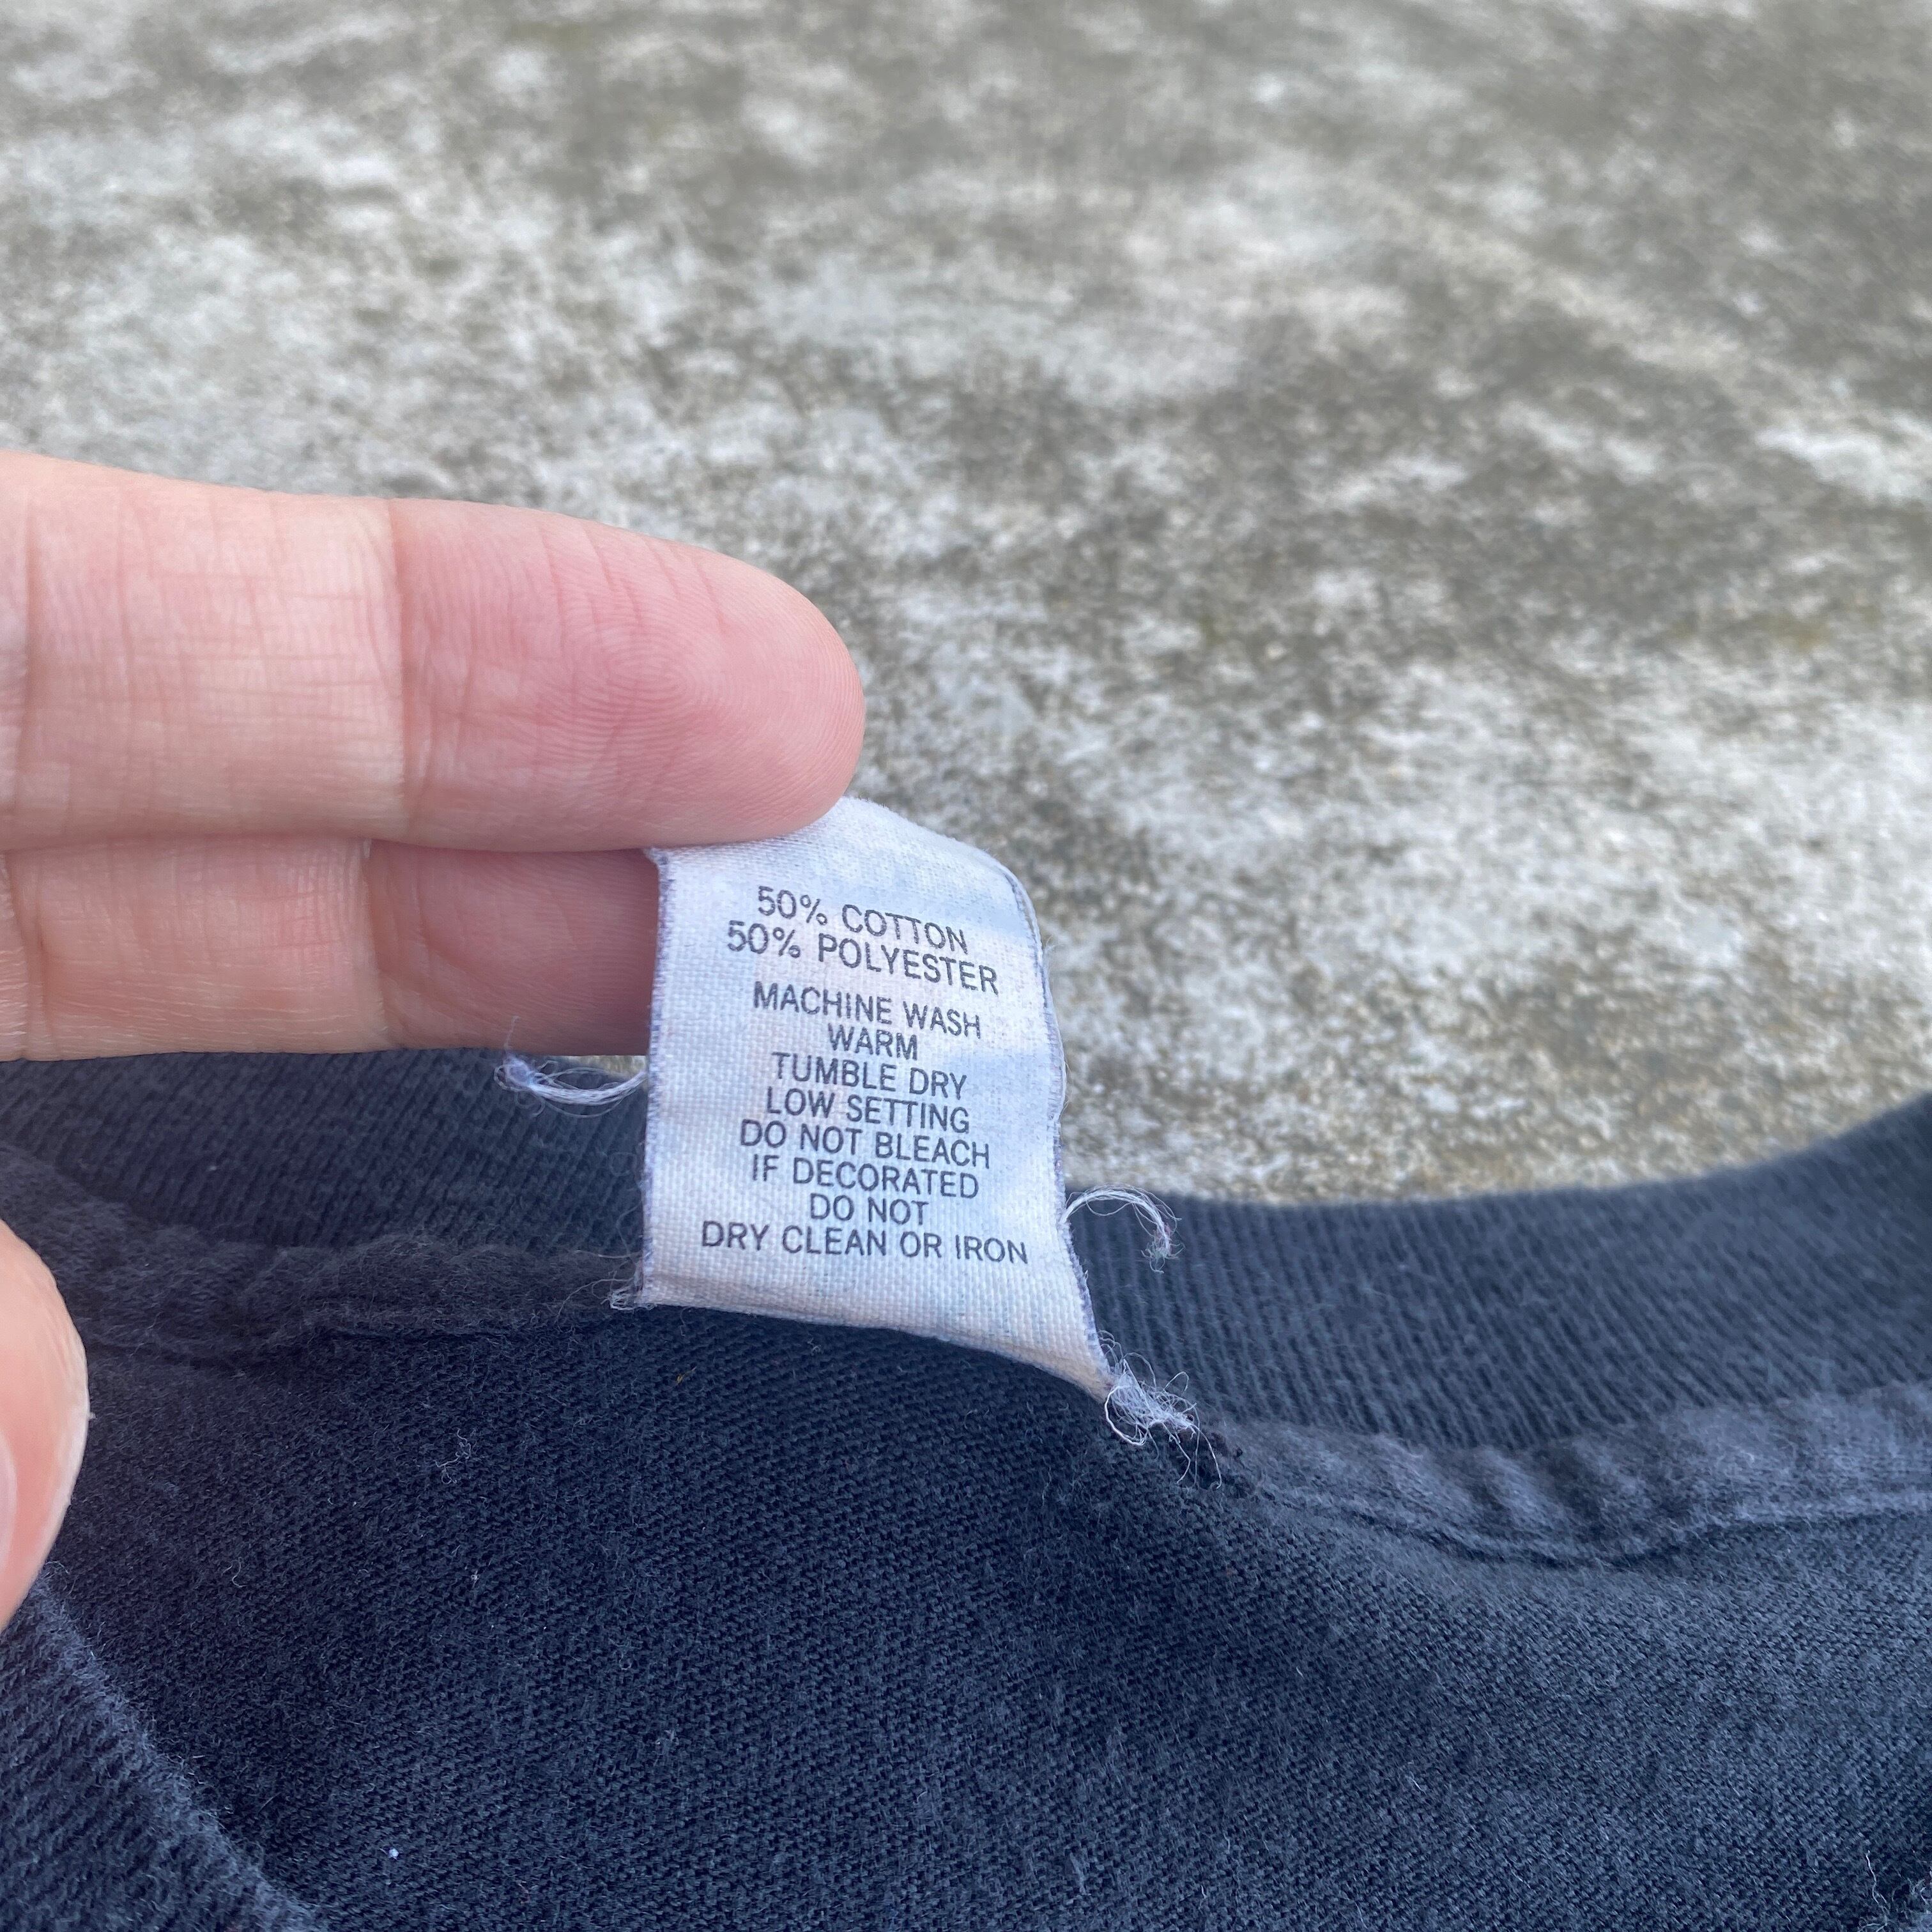 50% COTTON
50% POLYESTER
MACHINE WASH
WARM
TUMBLE DRY
LOW SETTING
DO NOT BLEACH
IF DECORATED
DO NOT
DRY CLEAN OR IRON